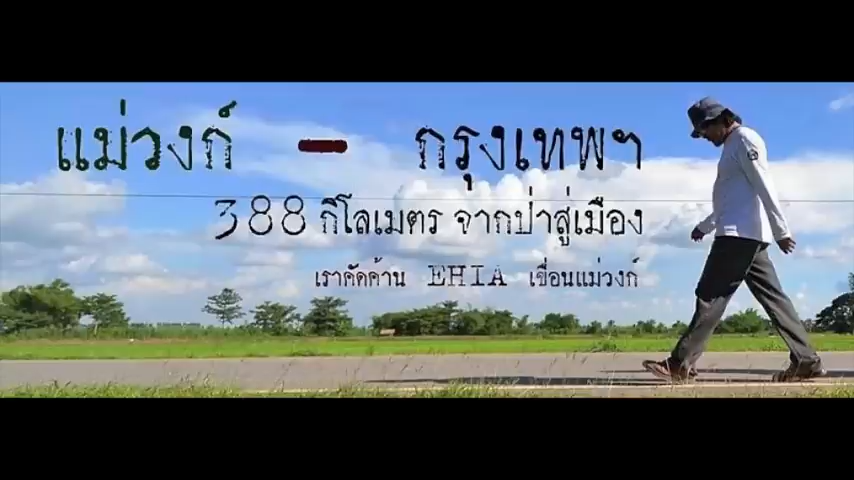 แม่วงก์ – กรุงเทพฯ
388 กิโลเมตร จากป่าสู่เมือง
เราคัดค้าน EHIA เขื่อนแม่วงก์